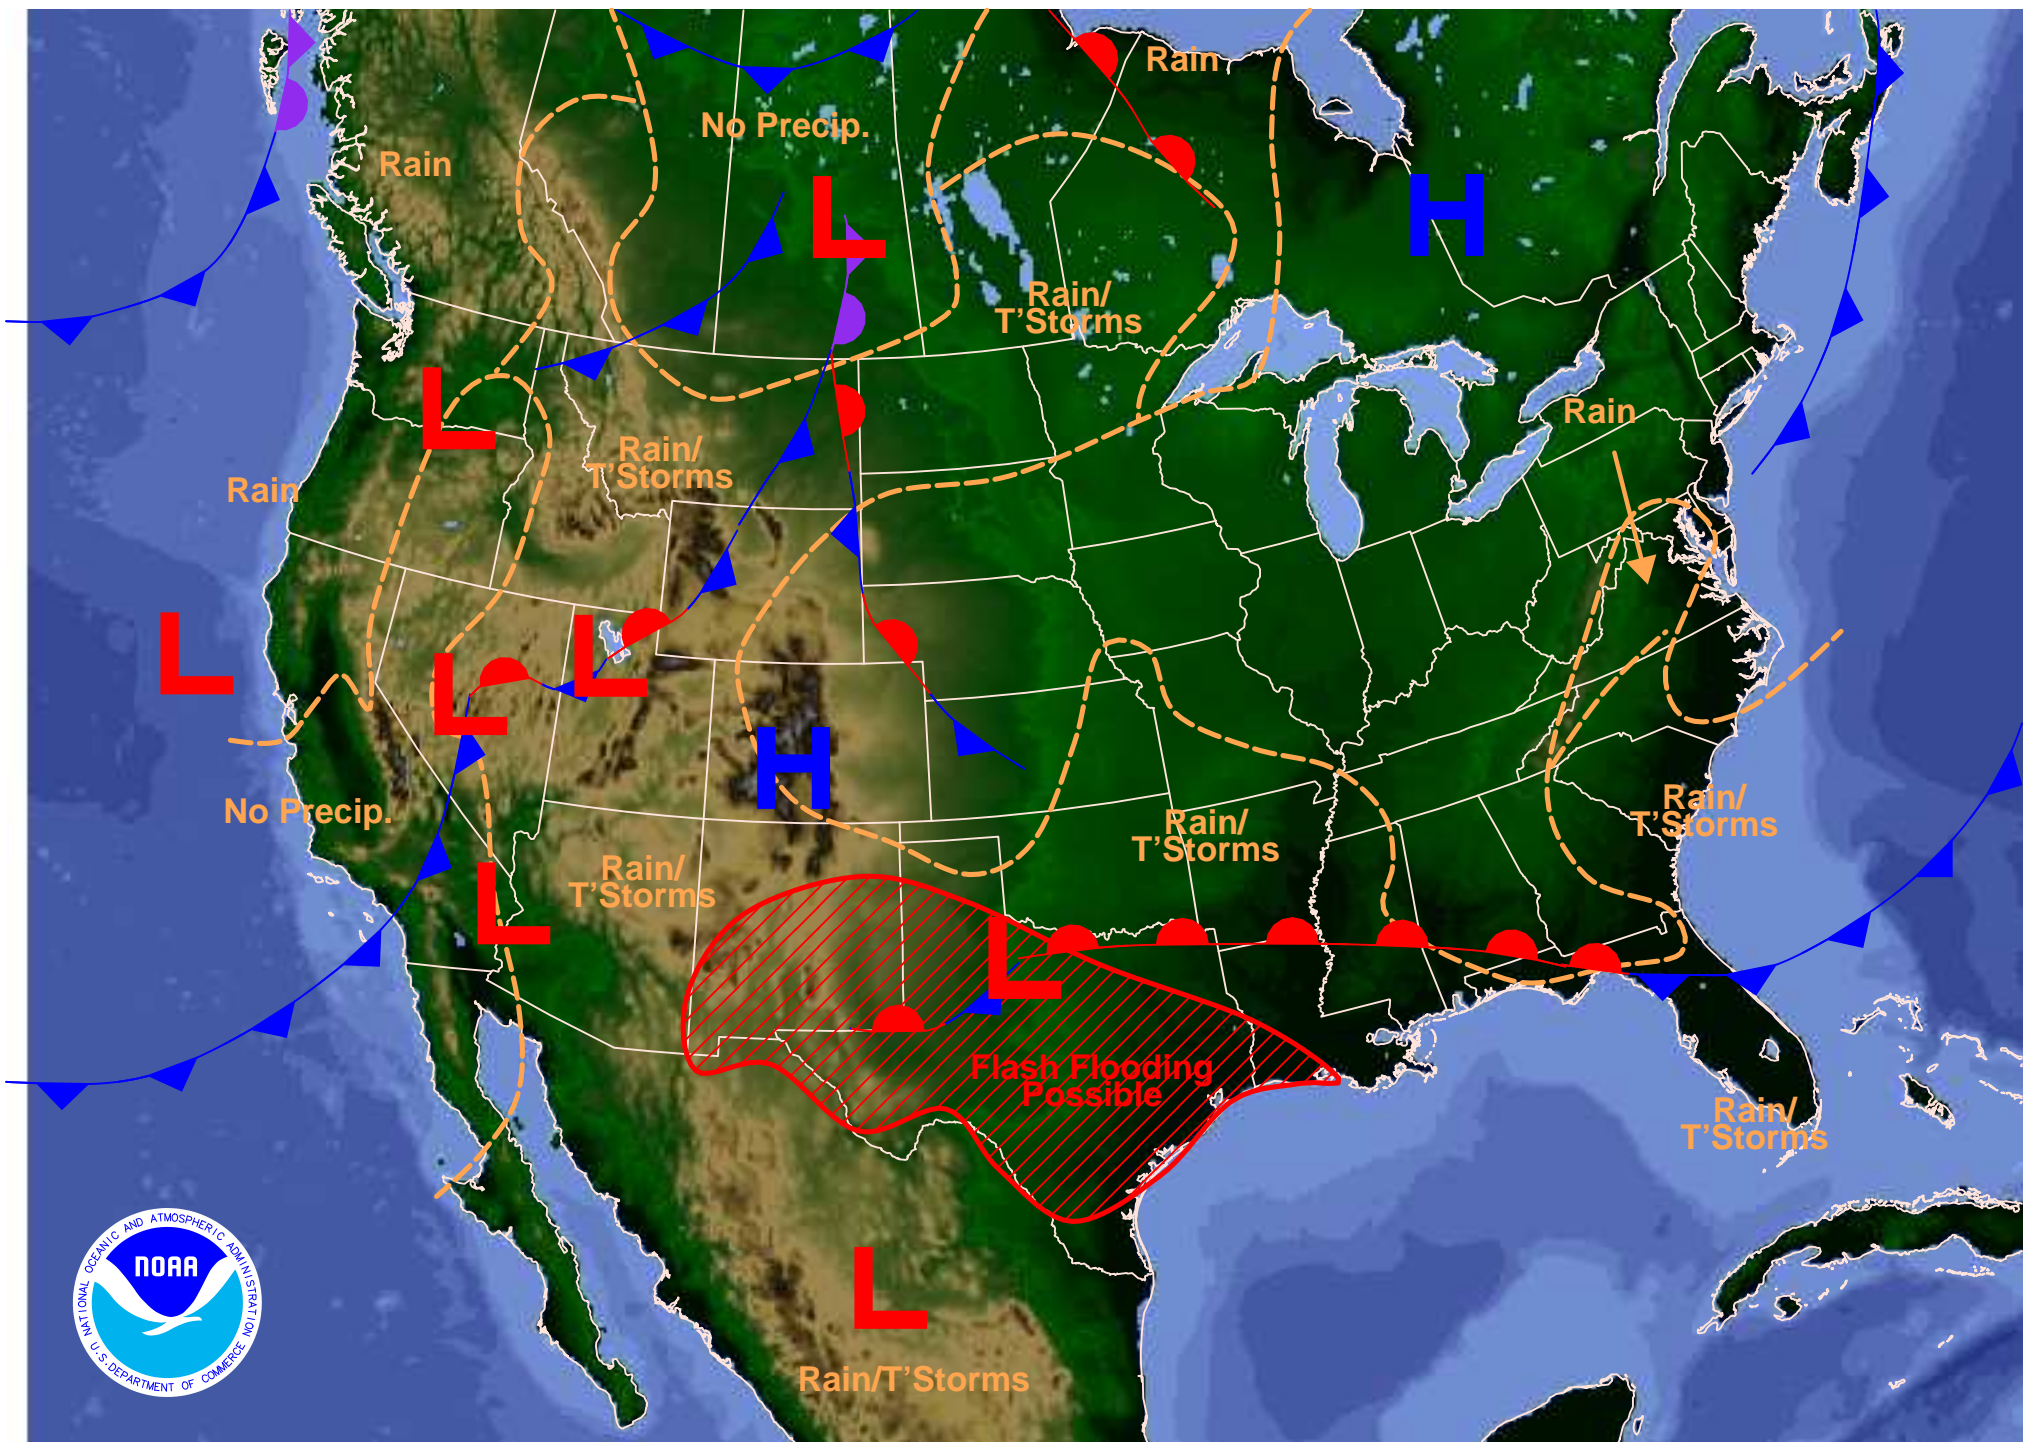 Rain
No Precip.
Rain
L
H
Rain/
T'Storms
L
Rain
Rain/
T'Storms
Rain
L
L
L
H
No Precip.
Rain/
T'Storms
Rain/
T'Storms
Rain/
T'Storms
L
L
Flash Flooding
Possible
Rain/
T'Storms
L
Rain/T'Storms
NATIONAL OCEANIC AND ATMOSPHERIC ADMINISTRATION
NOAA
U.S. DEPARTMENT OF COMMERCE